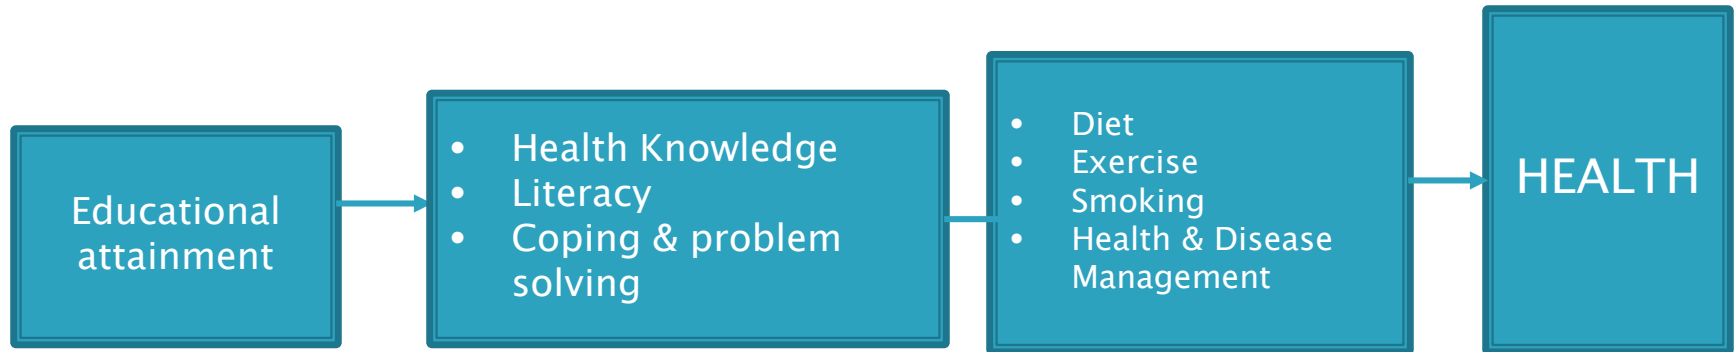 Educational
attainment
• Health Knowledge
• Literacy
• Coping & problem
solving
• Diet
• Exercise
• Smoking
• Health & Disease
Management
HEALTH